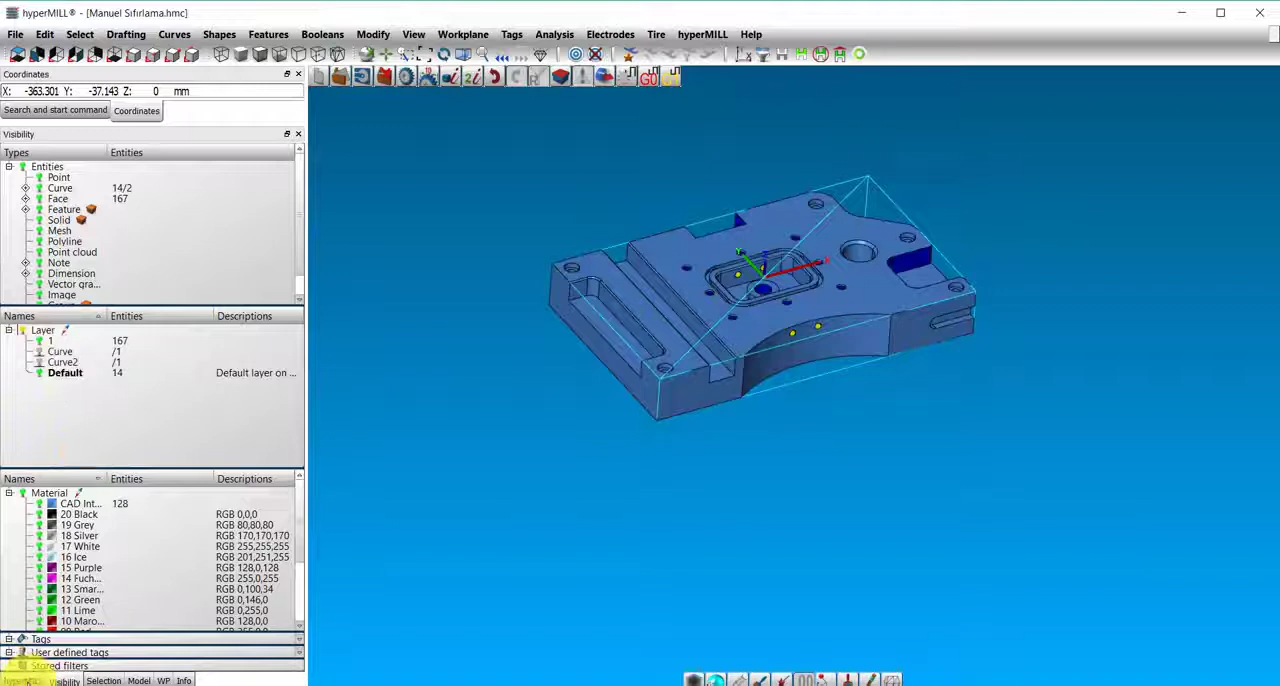 hyperMILL® - [Manuel Sıfırlama.hmc]
File Edit Select Drafting Curves Shapes Features Booleans Modify View Workplane Tags Analysis Electrodes Tire hyperMILL Help
Coordinates
X: -363.301 Y: -37.143 Z: 0 mm
Search and start command Coordinates
Visibility
Types Entities
Entities
Point
Curve 14/2
Face 167
Feature
Solid
Mesh
Polyline
Point cloud
Note
Dimension
Vector gra...
Image
Names Entities Descriptions
Layer
1 167
Curve /1
Curve2 /1
Default 14 Default layer on ...
Names Entities Descriptions
Material
CAD Int... 128
20 Black RGB 0,0,0
19 Grey RGB 80,80,80
18 Silver RGB 170,170,170
17 White RGB 255,255,255
16 Ice RGB 201,251,255
15 Purple RGB 128,0,128
14 Fuch... RGB 255,0,255
13 Smar... RGB 0,100,34
12 Green RGB 0,146,0
11 Lime RGB 0,255,0
10 Maro... RGB 128,0,0
Tags
User defined tags
Stored filters
Visibility Selection Model WP Info